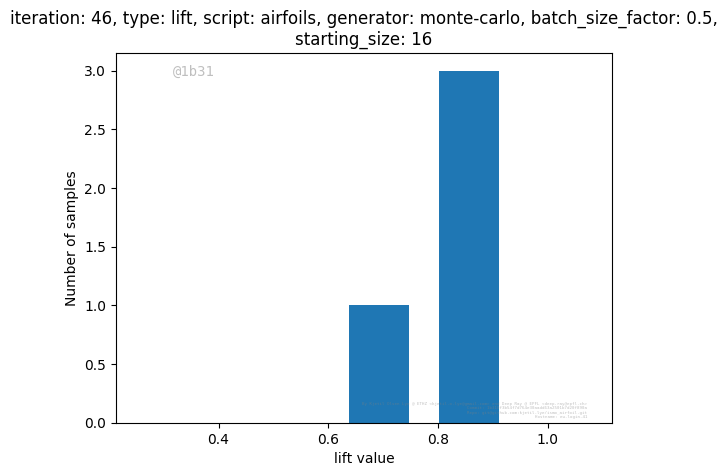 iteration: 46, type: lift, script: airfoils, generator: monte-carlo, batch_size_factor: 0.5,
starting_size: 16
@1b31
3.0
2.5
2.0
1.5
1.0
0.5
0.0
Number of samples
0.4
0.6
0.8
1.0
lift value